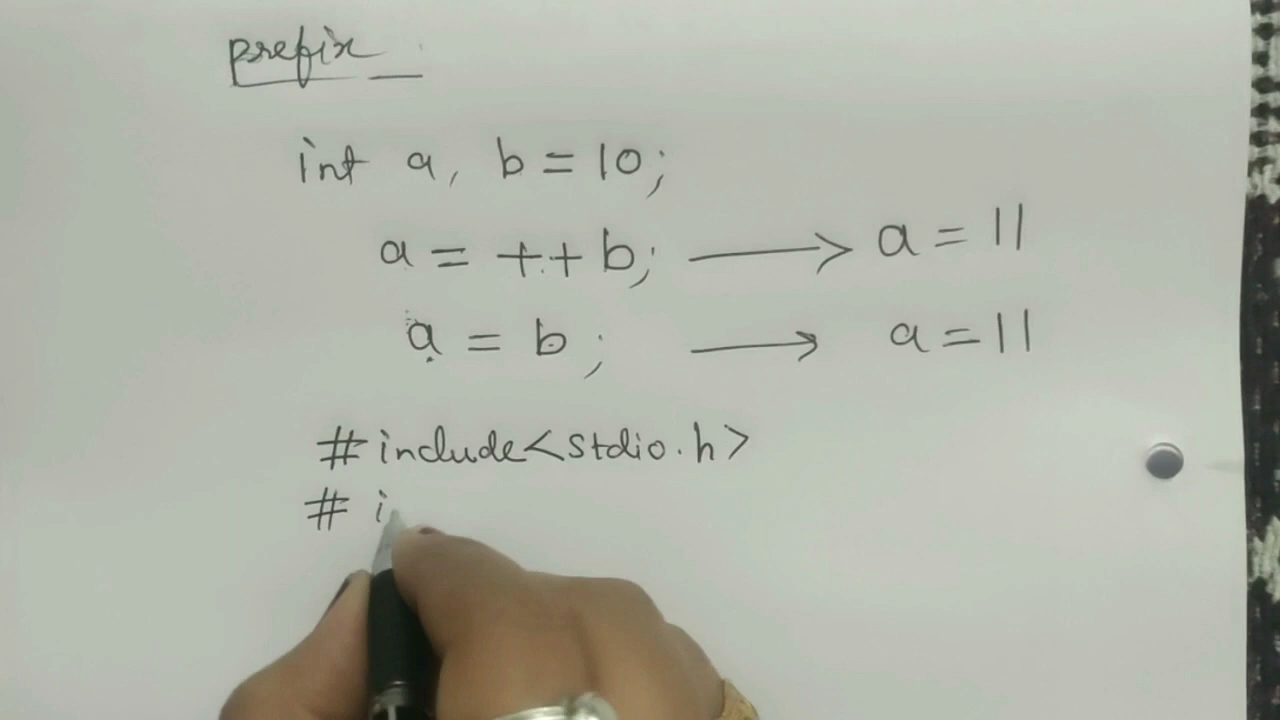 prefix
int a, b = 10;
a = ++b; ⟶ a = 11
a = b; ⟶ a = 11
#include<stdio.h>
# i